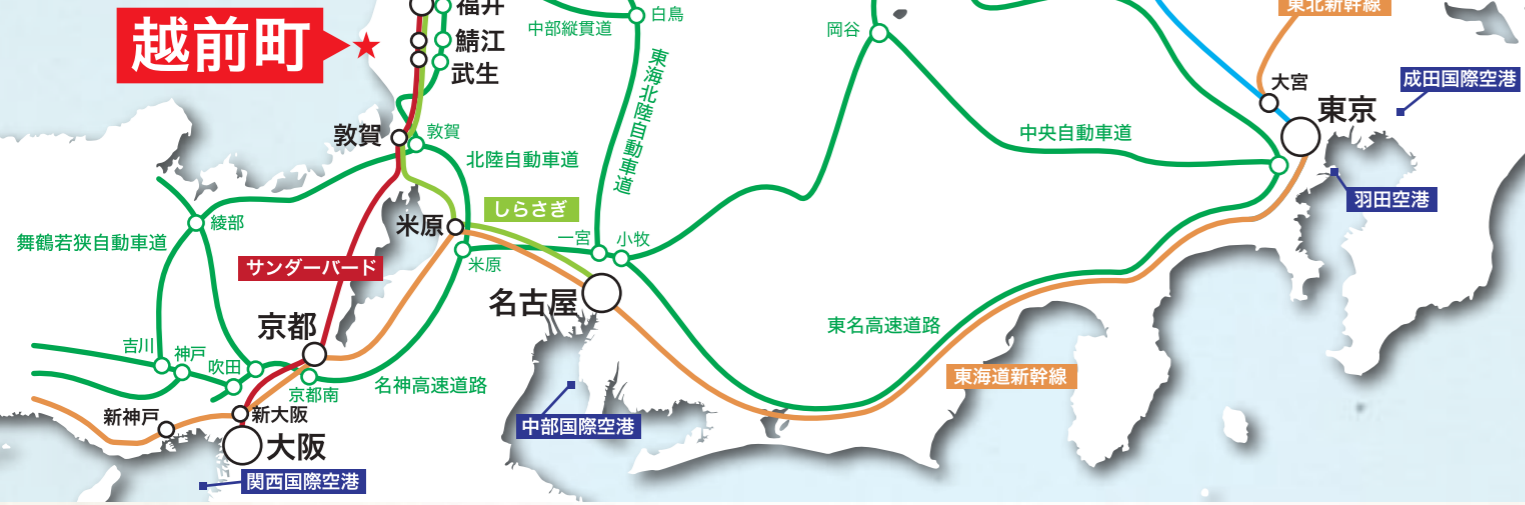 越前町
福井
鯖江
武生
中部縦貫道
白鳥
岡谷
東北新幹線
大宮
成田国際空港
東京
東海北陸自動車道
中央自動車道
敦賀
敦賀
北陸自動車道
羽田空港
しらさぎ
米原
綾部
一宮
小牧
舞鶴若狭自動車道
サンダーバード
米原
名古屋
京都
東名高速道路
吉川
神戸
吹田
京都南
名神高速道路
東海道新幹線
新神戸
新大阪
中部国際空港
大阪
関西国際空港